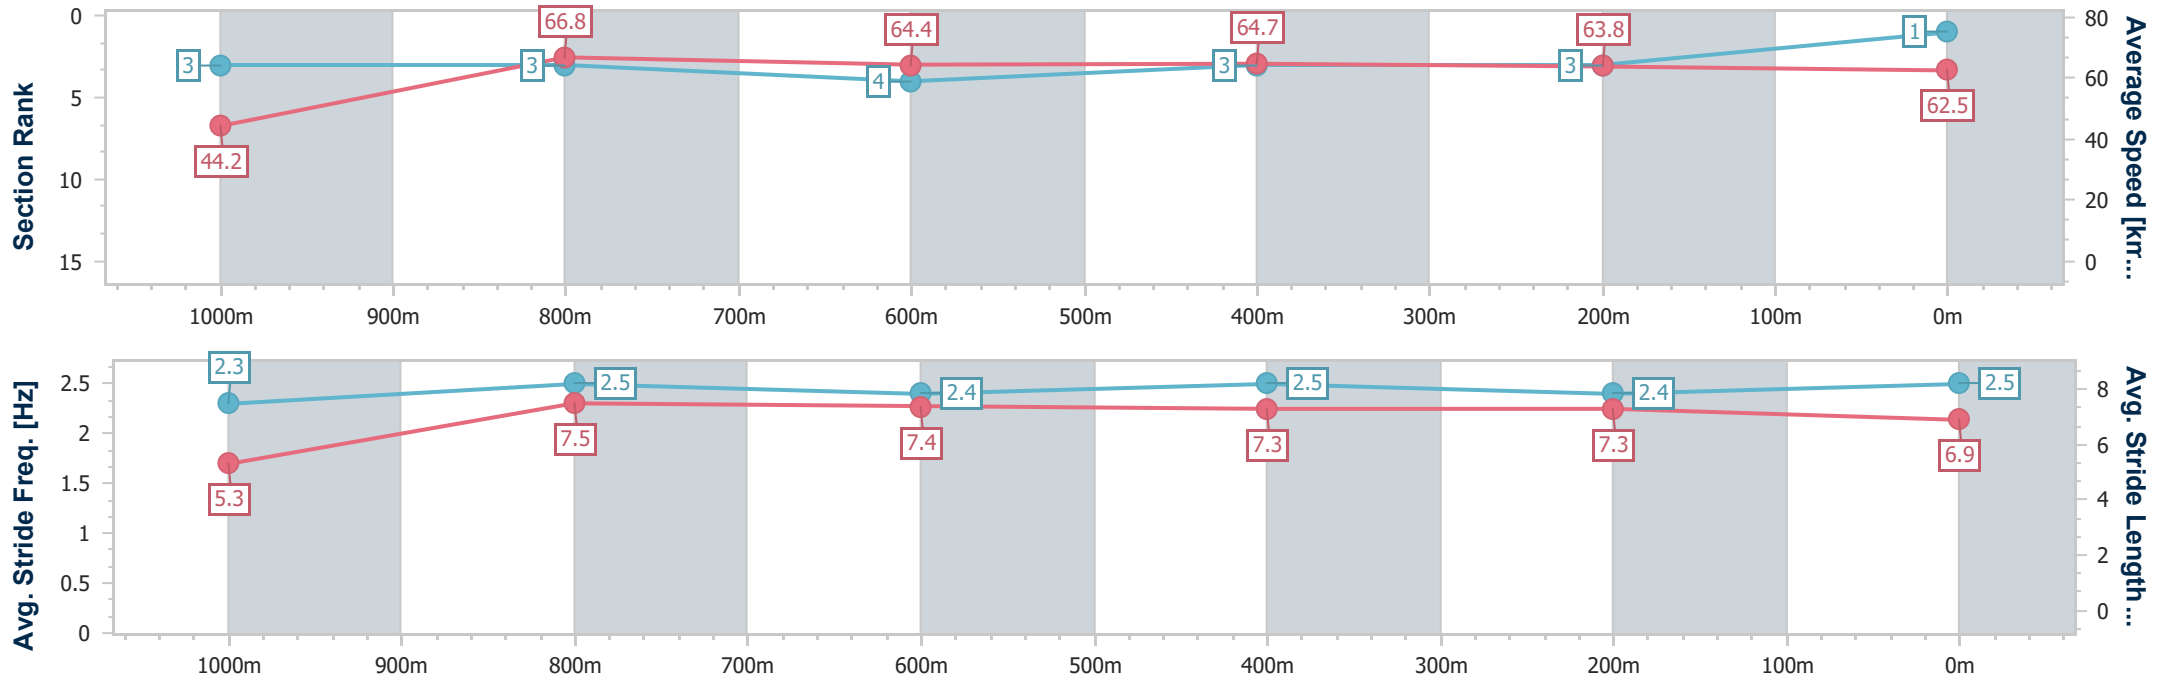 Section Rank
0
5
10
15
3
3
4
3
3
1
44.2
66.8
64.4
64.7
63.8
62.5
80
60
40
20
0
Average Speed [km...
1000m
900m
800m
700m
600m
500m
400m
300m
200m
100m
0m
Avg. Stride Freq. [Hz]
2.5
2
1.5
1
0.5
0
2.3
2.5
2.4
2.5
2.4
2.5
5.3
7.5
7.4
7.3
7.3
6.9
8
6
4
2
0
Avg. Stride Length...
1000m
900m
800m
700m
600m
500m
400m
300m
200m
100m
0m